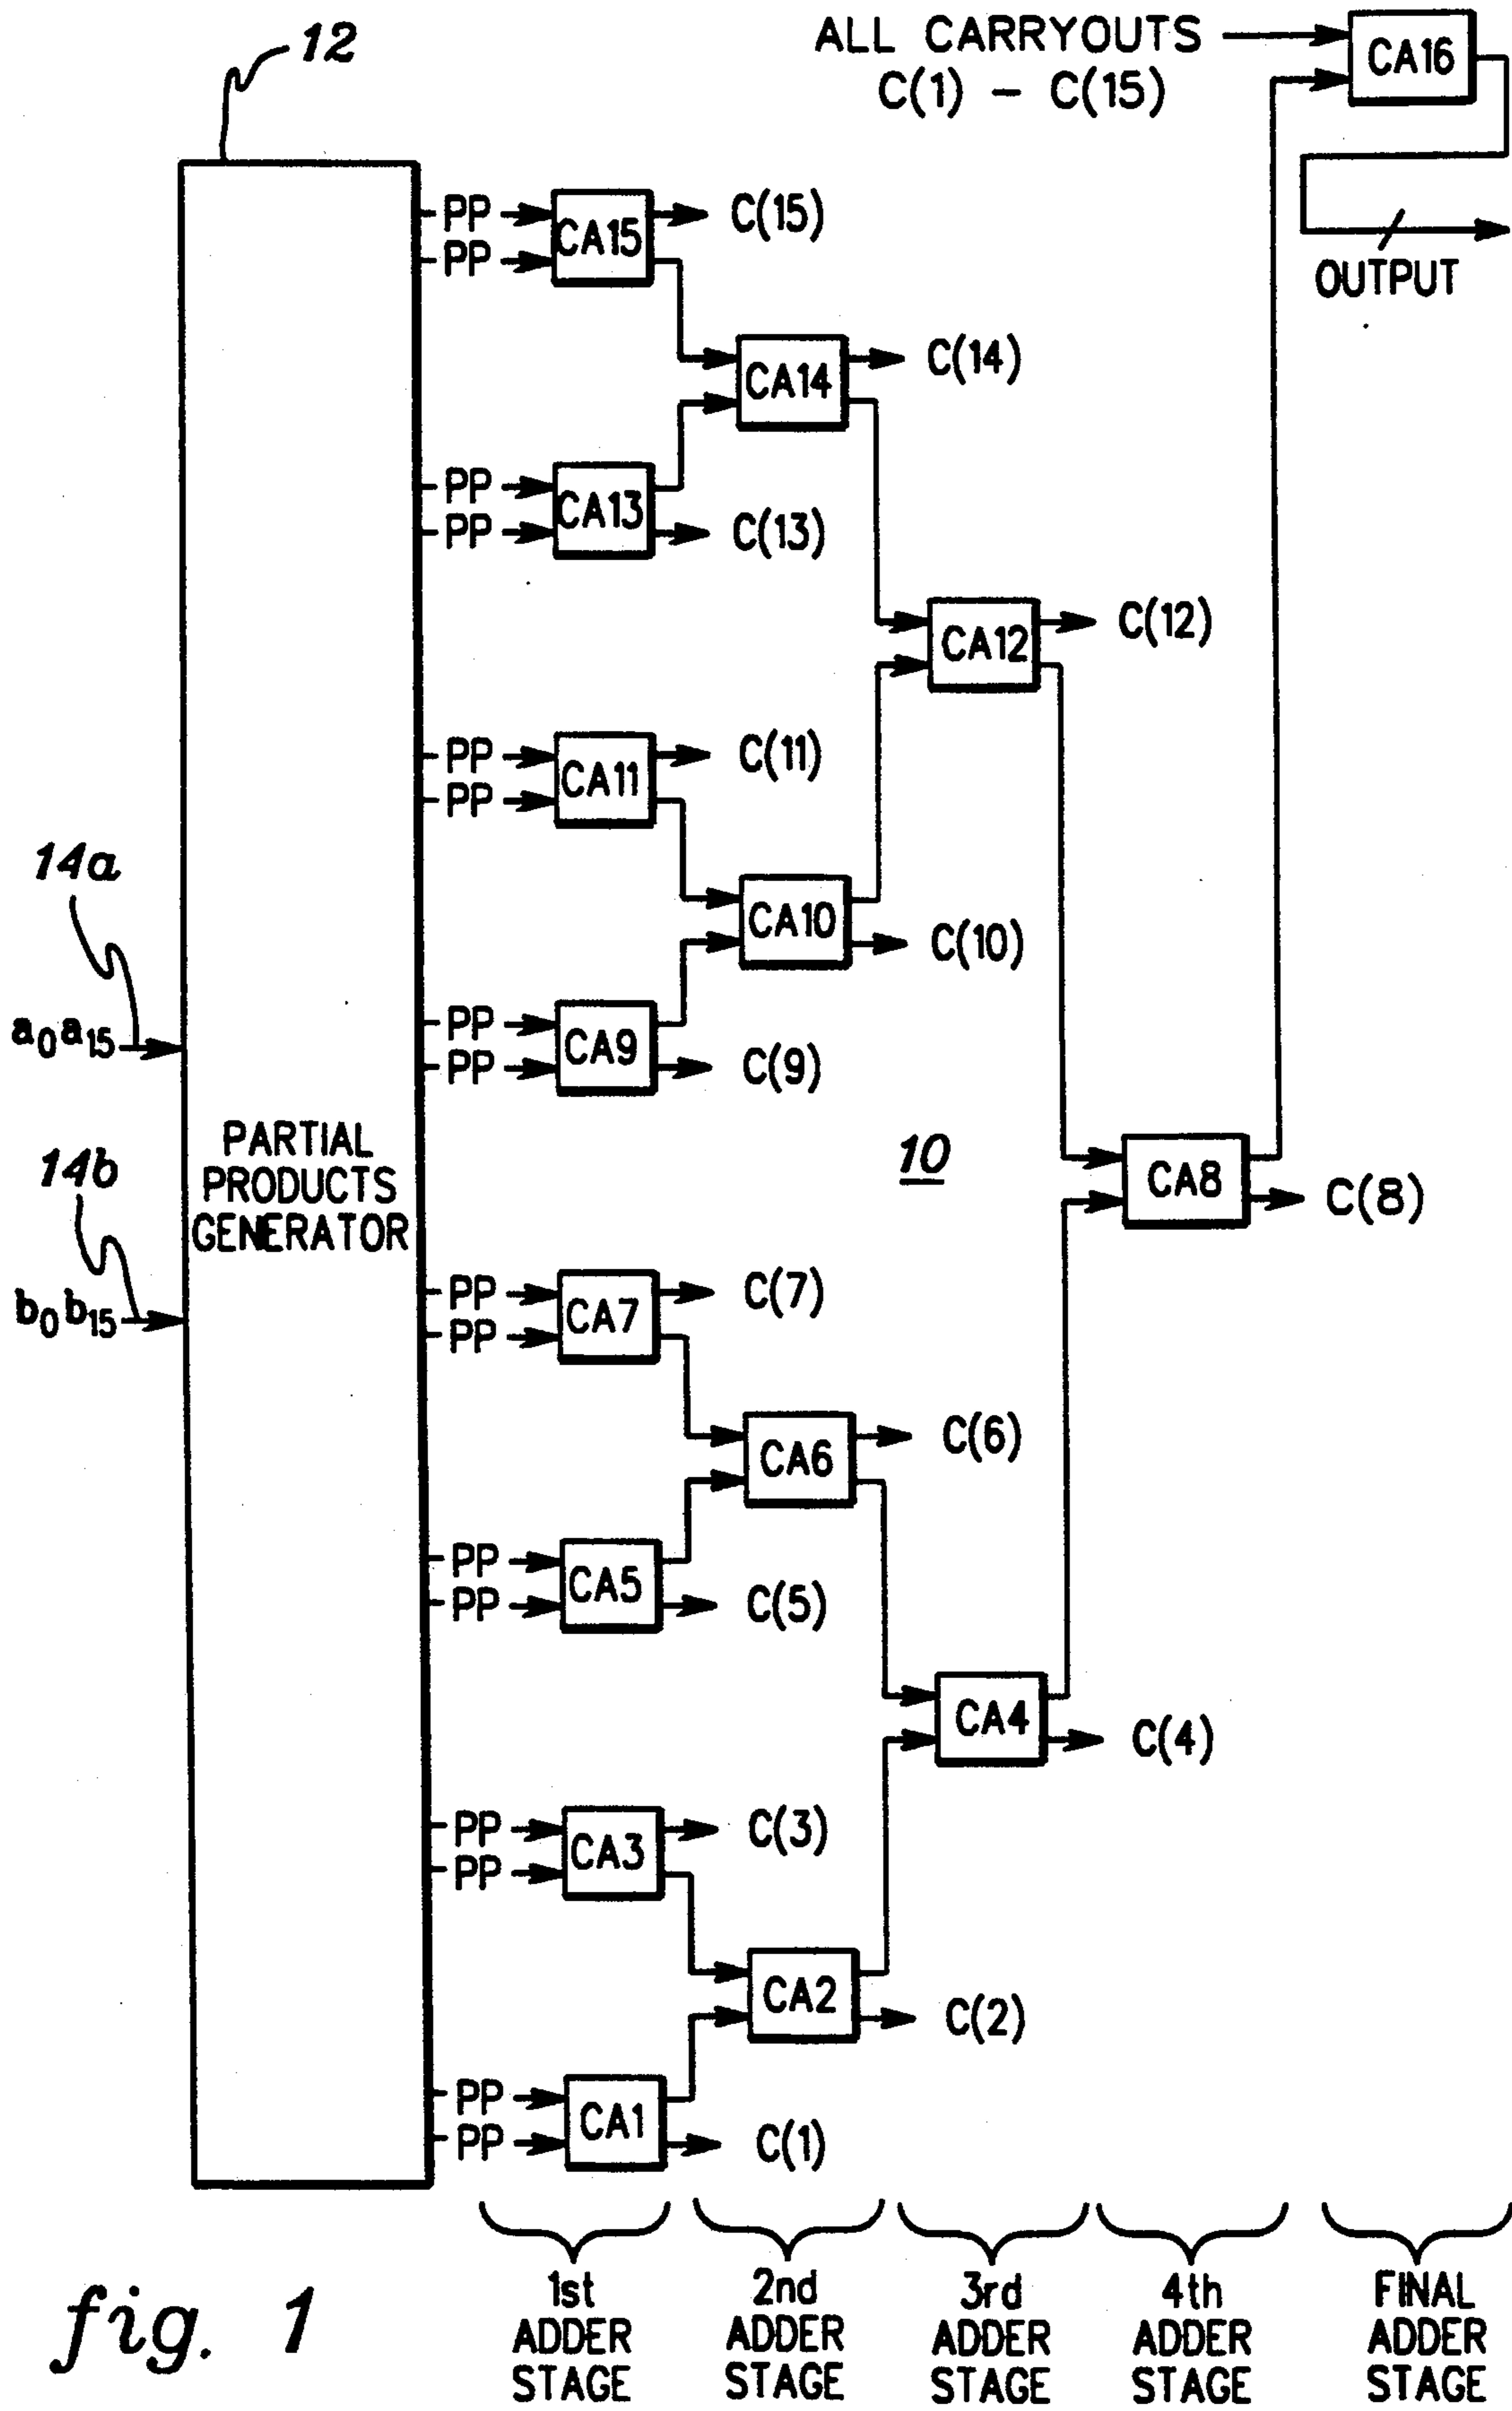 12
ALL CARRYOUTS
C(1) - C(15)
CA16
OUTPUT
PP
PP
CA15
C(15)
CA14
C(14)
PP
PP
CA13
C(13)
CA12
C(12)
PP
PP
CA11
C(11)
CA10
C(10)
14a
a0a15
PP
PP
CA9
C(9)
PARTIAL
PRODUCTS
GENERATOR
10
14b
CA8
C(8)
b0b15
PP
PP
CA7
C(7)
CA6
C(6)
PP
PP
CA5
C(5)
CA4
C(4)
PP
PP
CA3
C(3)
CA2
C(2)
PP
PP
CA1
C(1)
1st
ADDER
STAGE
2nd
ADDER
STAGE
3rd
ADDER
STAGE
4th
ADDER
STAGE
FINAL
ADDER
STAGE
fig. 1